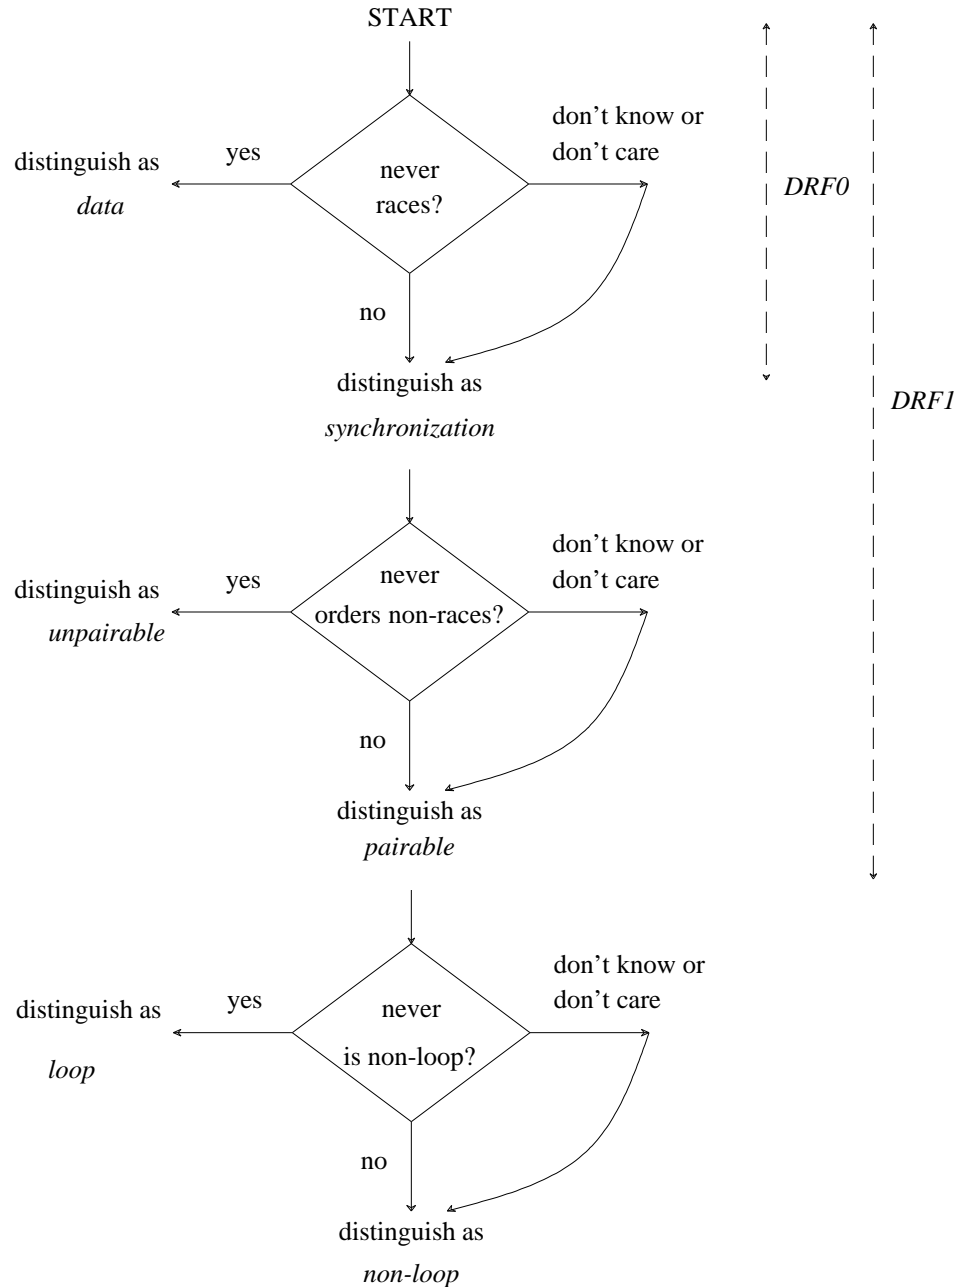 START
don't know or
don't care
yes
distinguish as
data
never
races?
DRF0
no
distinguish as
synchronization
DRF1
don't know or
don't care
yes
distinguish as
unpairable
never
orders non-races?
no
distinguish as
pairable
don't know or
don't care
yes
distinguish as
loop
never
is non-loop?
no
distinguish as
non-loop